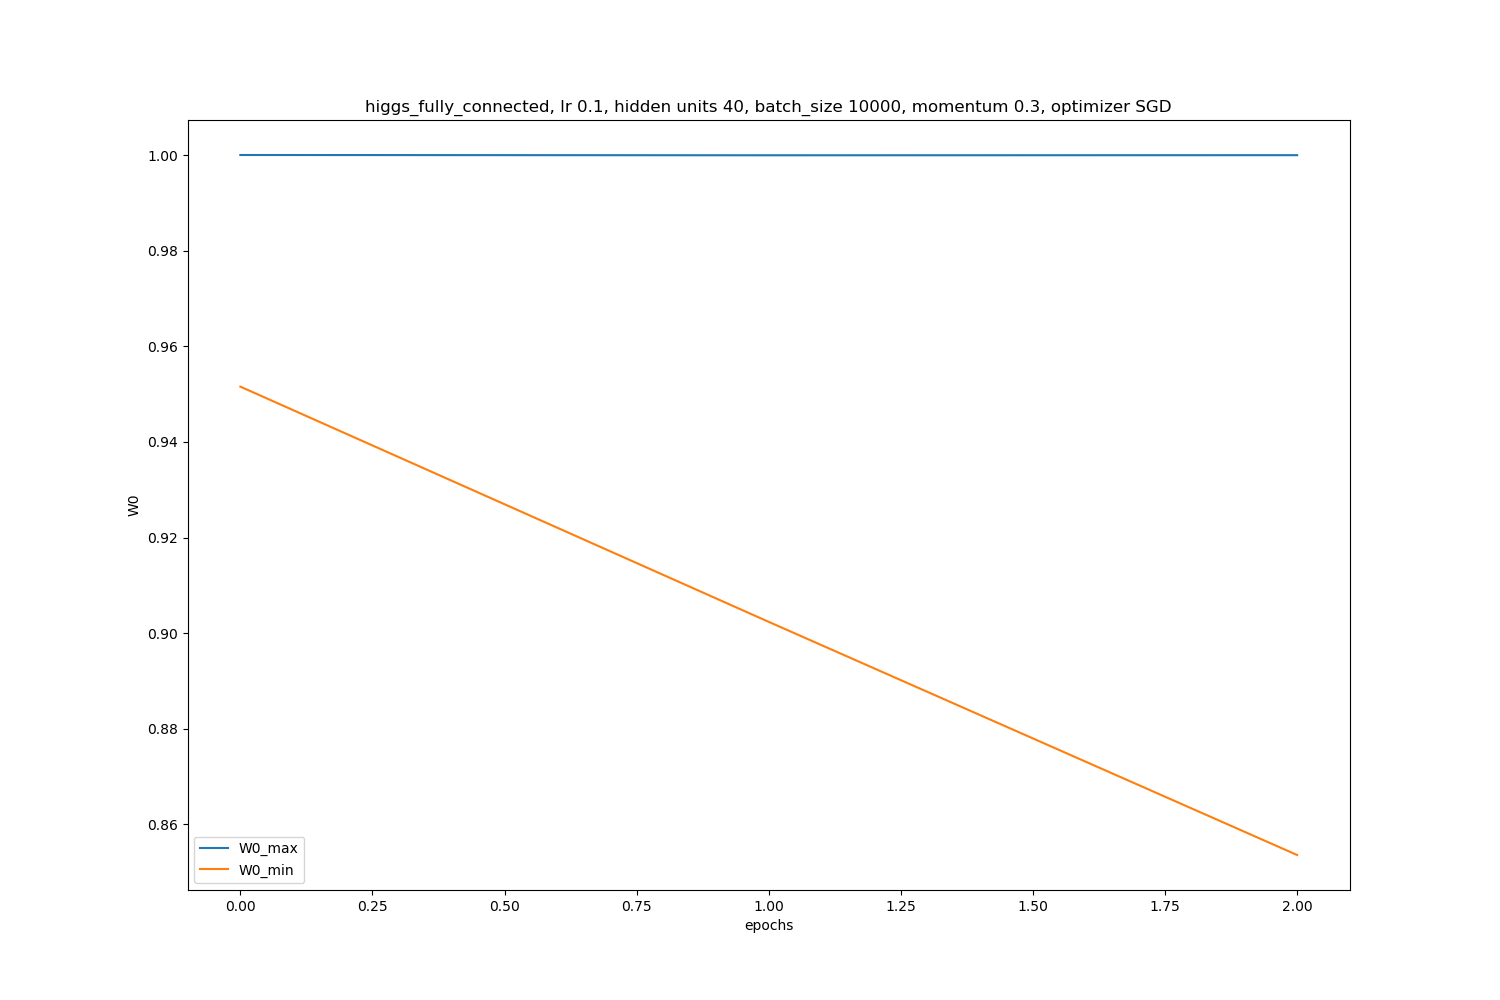 higgs_fully_connected, lr 0.1, hidden units 40, batch_size 10000, momentum 0.3, optimizer SGD
1.00
0.98
0.96
0.94
W0
0.92
0.90
0.88
0.86
W0_max
W0_min
0.00 0.25 0.50 0.75 1.00 1.25 1.50 1.75 2.00
epochs